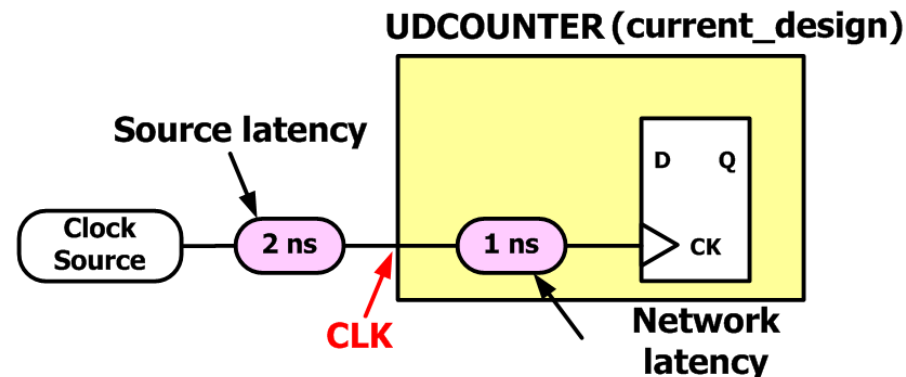 UDCOUNTER (current_design)
Source latency
D Q
Clock
Source
2 ns
1 ns
CK
CLK
Network
latency